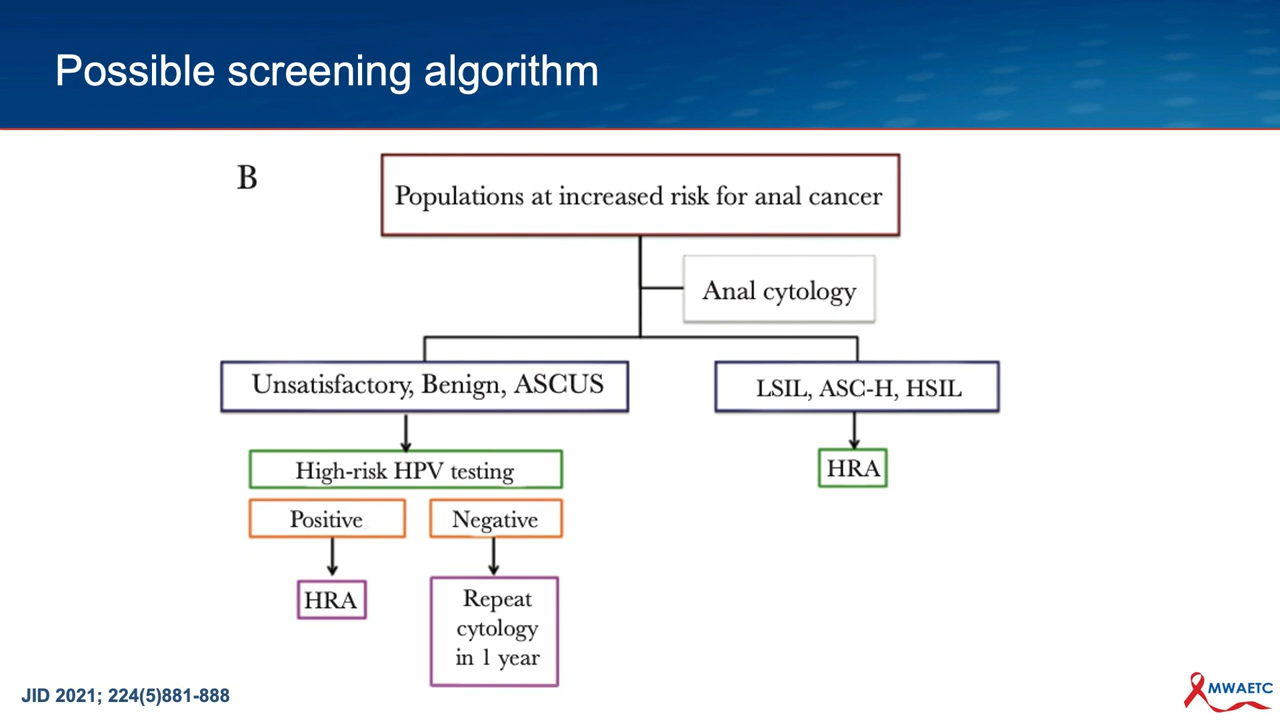 Possible screening algorithm
B
Populations at increased risk for anal cancer
Anal cytology
Unsatisfactory, Benign, ASCUS
LSIL, ASC-H, HSIL
High-risk HPV testing
HRA
Positive
Negative
HRA
Repeat
cytology
in 1 year
JID 2021; 224(5)881-888
MWAETC